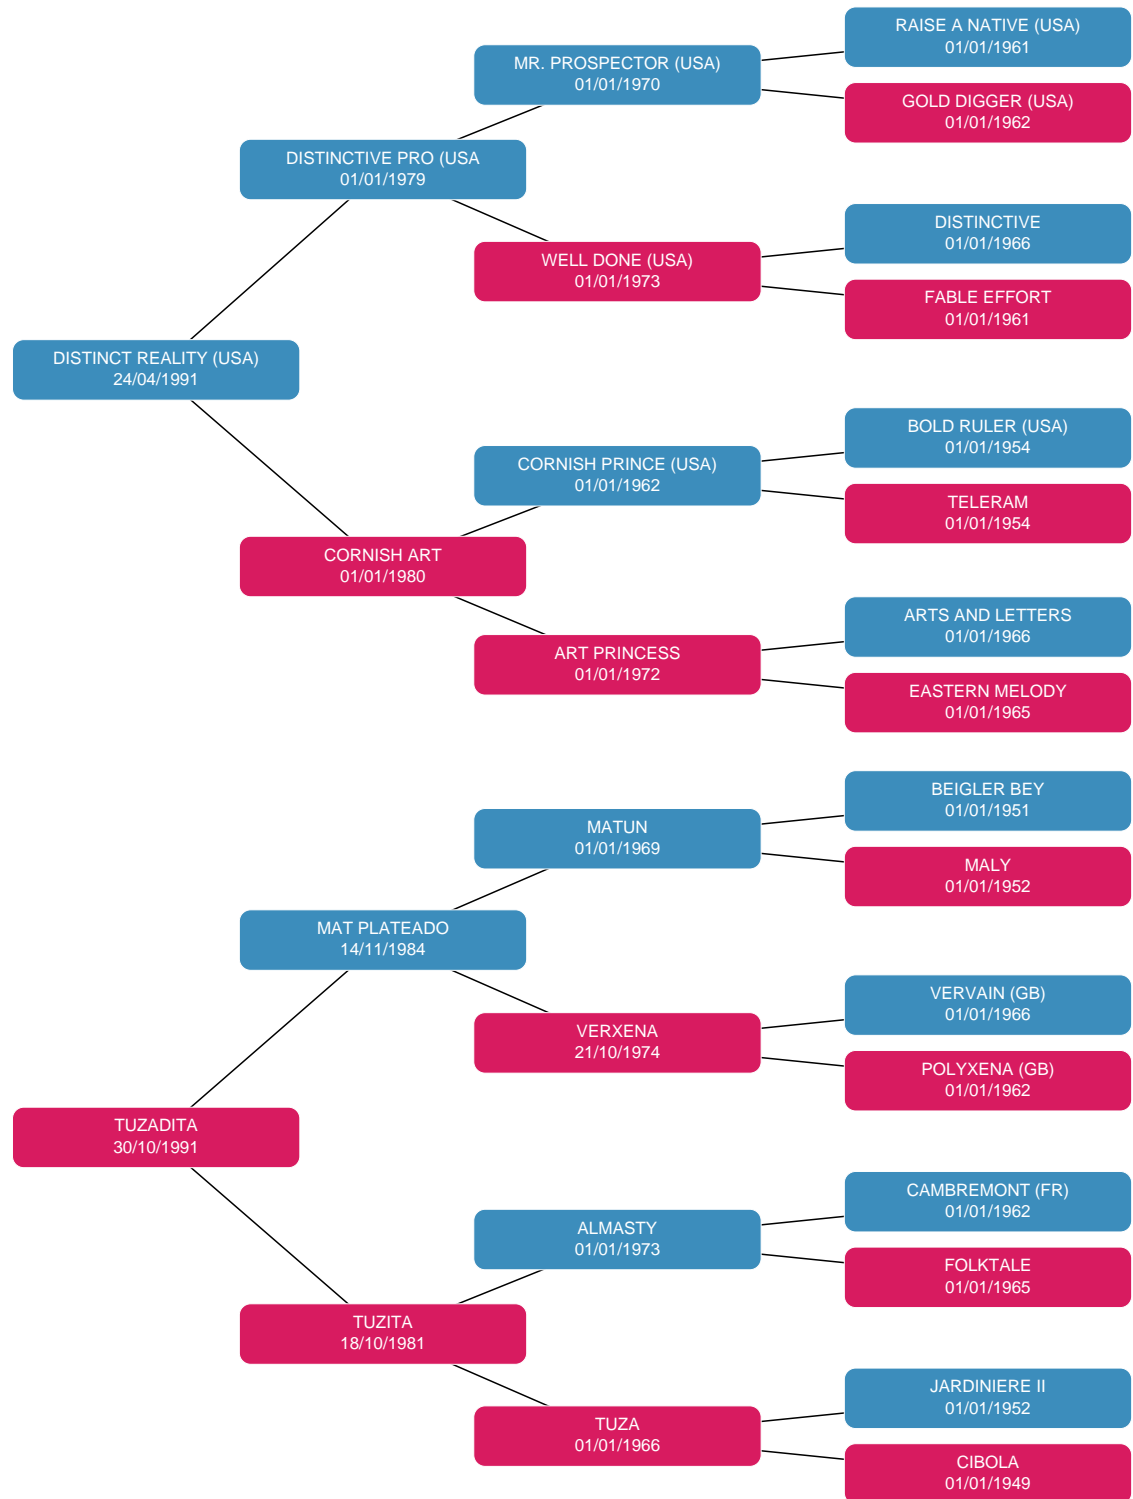 RAISE A NATIVE (USA)
01/01/1961
MR. PROSPECTOR (USA)
01/01/1970
GOLD DIGGER (USA)
01/01/1962
DISTINCTIVE PRO (USA
01/01/1979
DISTINCTIVE
01/01/1966
WELL DONE (USA)
01/01/1973
FABLE EFFORT
01/01/1961
DISTINCT REALITY (USA)
24/04/1991
BOLD RULER (USA)
01/01/1954
CORNISH PRINCE (USA)
01/01/1962
TELERAM
01/01/1954
CORNISH ART
01/01/1980
ARTS AND LETTERS
01/01/1966
ART PRINCESS
01/01/1972
EASTERN MELODY
01/01/1965
BEIGLER BEY
01/01/1951
MATUN
01/01/1969
MALY
01/01/1952
MAT PLATEADO
14/11/1984
VERVAIN (GB)
01/01/1966
VERXENA
21/10/1974
POLYXENA (GB)
01/01/1962
TUZADITA
30/10/1991
CAMBREMONT (FR)
01/01/1962
ALMASTY
01/01/1973
FOLKTALE
01/01/1965
TUZITA
18/10/1981
JARDINIERE II
01/01/1952
TUZA
01/01/1966
CIBOLA
01/01/1949